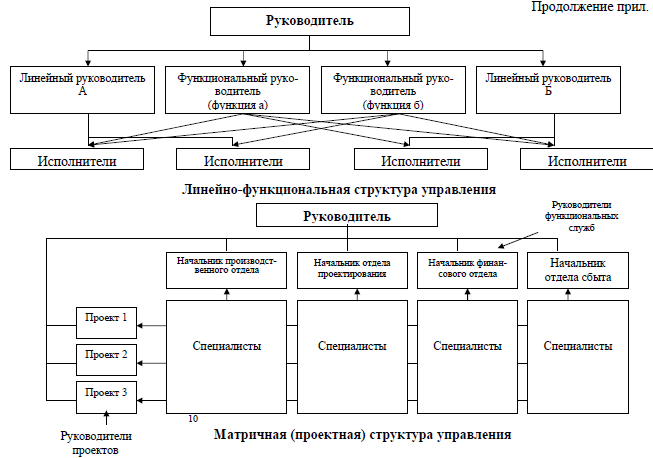 Продолжение прил.
Руководитель
Линейный руководитель
А
Функциональный руко-
водитель
(функция а)
Функциональный руко-
водитель
(функция б)
Линейный руководитель
Б
Исполнители
Исполнители
Исполнители
Исполнители
Линейно-функциональная структура управления
Руководитель
Руководители
функциональных
служб
Начальник производст-
венного отдела
Начальник отдела
проектирования
Начальник финан-
сового отдела
Начальник
отдела сбыта
Проект 1
Проект 2
Проект 3
Специалисты
Специалисты
Специалисты
Специалисты
10
Руководители
проектов
Матричная (проектная) структура управления